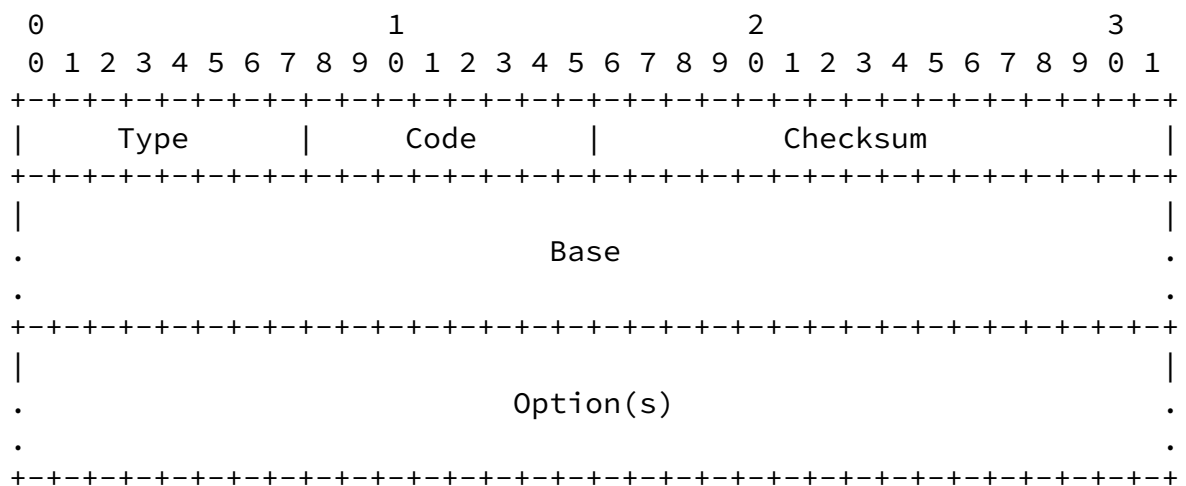 0                   1                   2                   3
0 1 2 3 4 5 6 7 8 9 0 1 2 3 4 5 6 7 8 9 0 1 2 3 4 5 6 7 8 9 0 1
+-+-+-+-+-+-+-+-+-+-+-+-+-+-+-+-+-+-+-+-+-+-+-+-+-+-+-+-+-+-+-+-+
|     Type      |     Code      |          Checksum             |
+-+-+-+-+-+-+-+-+-+-+-+-+-+-+-+-+-+-+-+-+-+-+-+-+-+-+-+-+-+-+-+-+
|                                                               |
.                             Base                              .
.                                                               .
+-+-+-+-+-+-+-+-+-+-+-+-+-+-+-+-+-+-+-+-+-+-+-+-+-+-+-+-+-+-+-+-+
|                                                               |
.                           Option(s)                           .
.                                                               .
+-+-+-+-+-+-+-+-+-+-+-+-+-+-+-+-+-+-+-+-+-+-+-+-+-+-+-+-+-+-+-+-+